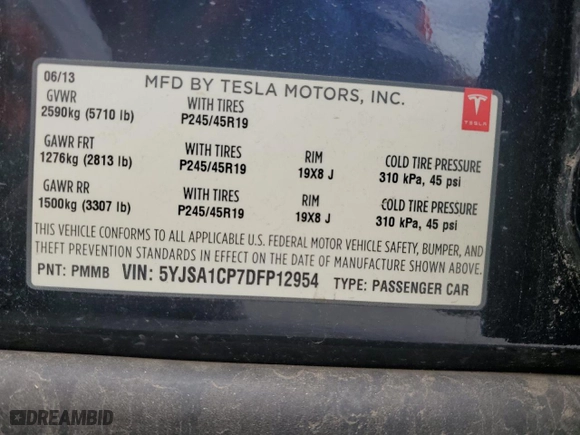 06/13
MFD BY TESLA MOTORS, INC.
GVWR WITH TIRES
2590kg (5710 lb) P245/45R19
TESLA
GAWR FRT WITH TIRES RIM COLD TIRE PRESSURE
1276kg (2813 lb) P245/45R19 19X8 J 310 kPa, 45 psi
GAWR RR WITH TIRES RIM COLD TIRE PRESSURE
1500kg (3307 lb) P245/45R19 19X8 J 310 kPa, 45 psi
THIS VEHICLE CONFORMS TO ALL APPLICABLE U.S. FEDERAL MOTOR VEHICLE SAFETY, BUMPER, AND
THEFT PREVENTION STANDARDS IN EFFECT ON THE DATE OF MANUFACTURE SHOWN ABOVE.
PNT: PMMB VIN: 5YJSA1CP7DFP12954 TYPE: PASSENGER CAR
DREAMBID